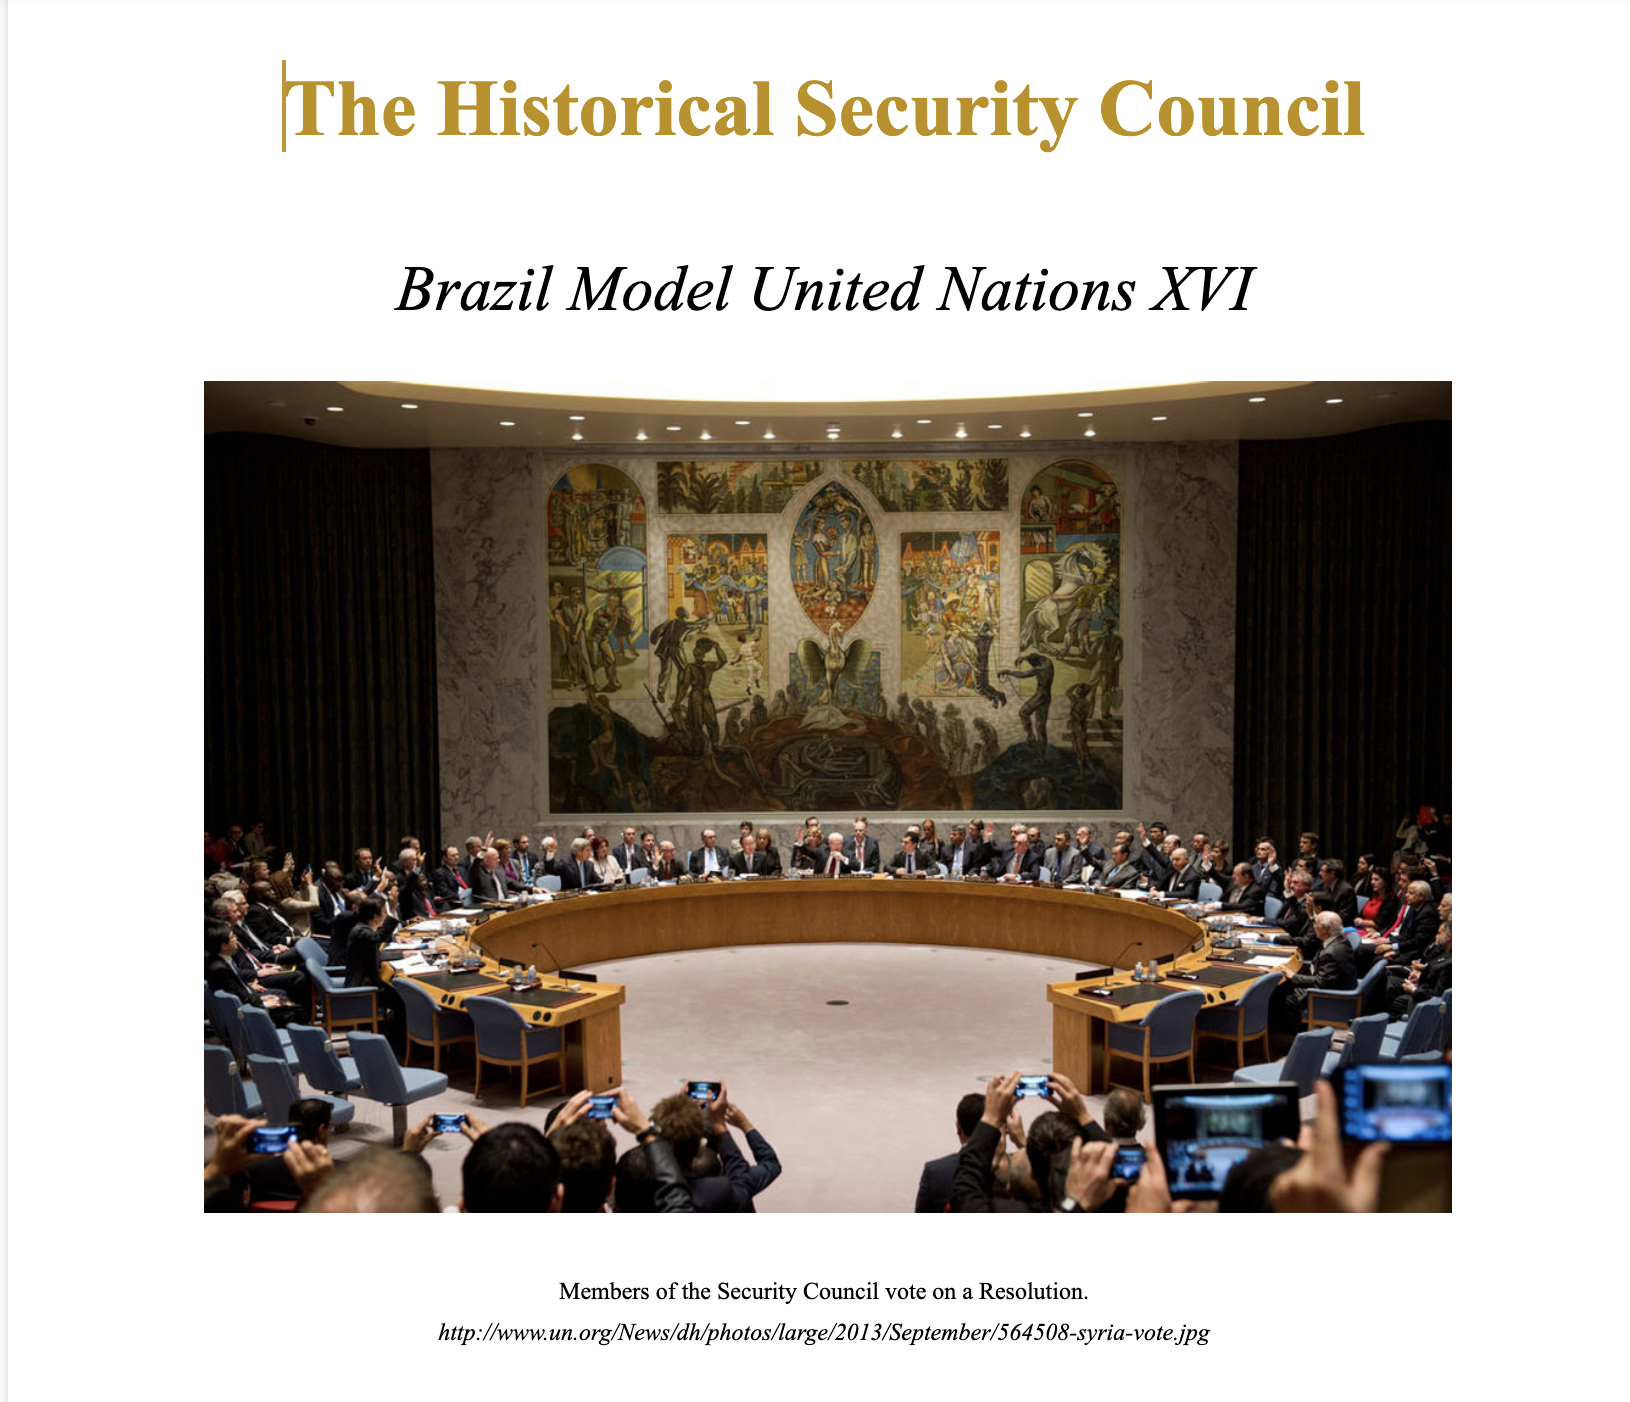 The Historical Security Council
Brazil Model United Nations XVI
Members of the Security Council vote on a Resolution.
http://www.un.org/News/dh/photos/large/2013/September/564508-syria-vote.jpg